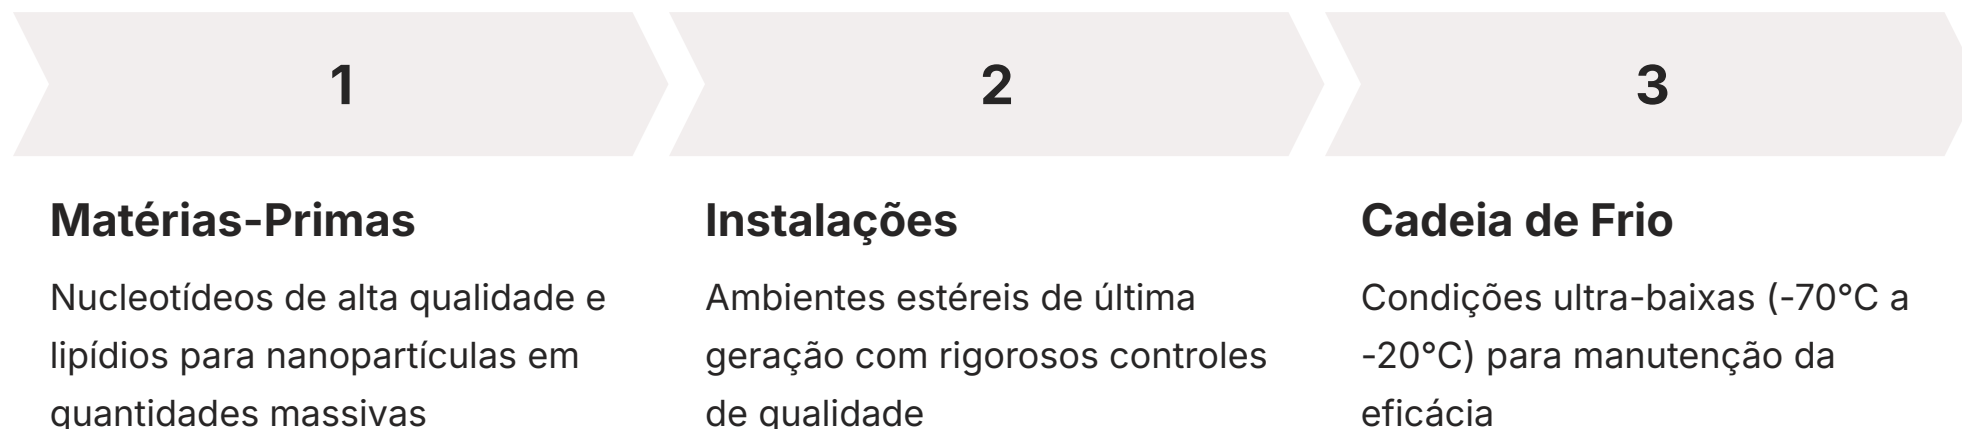 1
Matérias-Primas
Nucleotídeos de alta qualidade e
lipídios para nanopartículas em
quantidades massivas
2
Instalações
Ambientes estéreis de última
geração com rigorosos controles
de qualidade
3
Cadeia de Frio
Condições ultra-baixas (-70°C a
-20°C) para manutenção da
eficácia